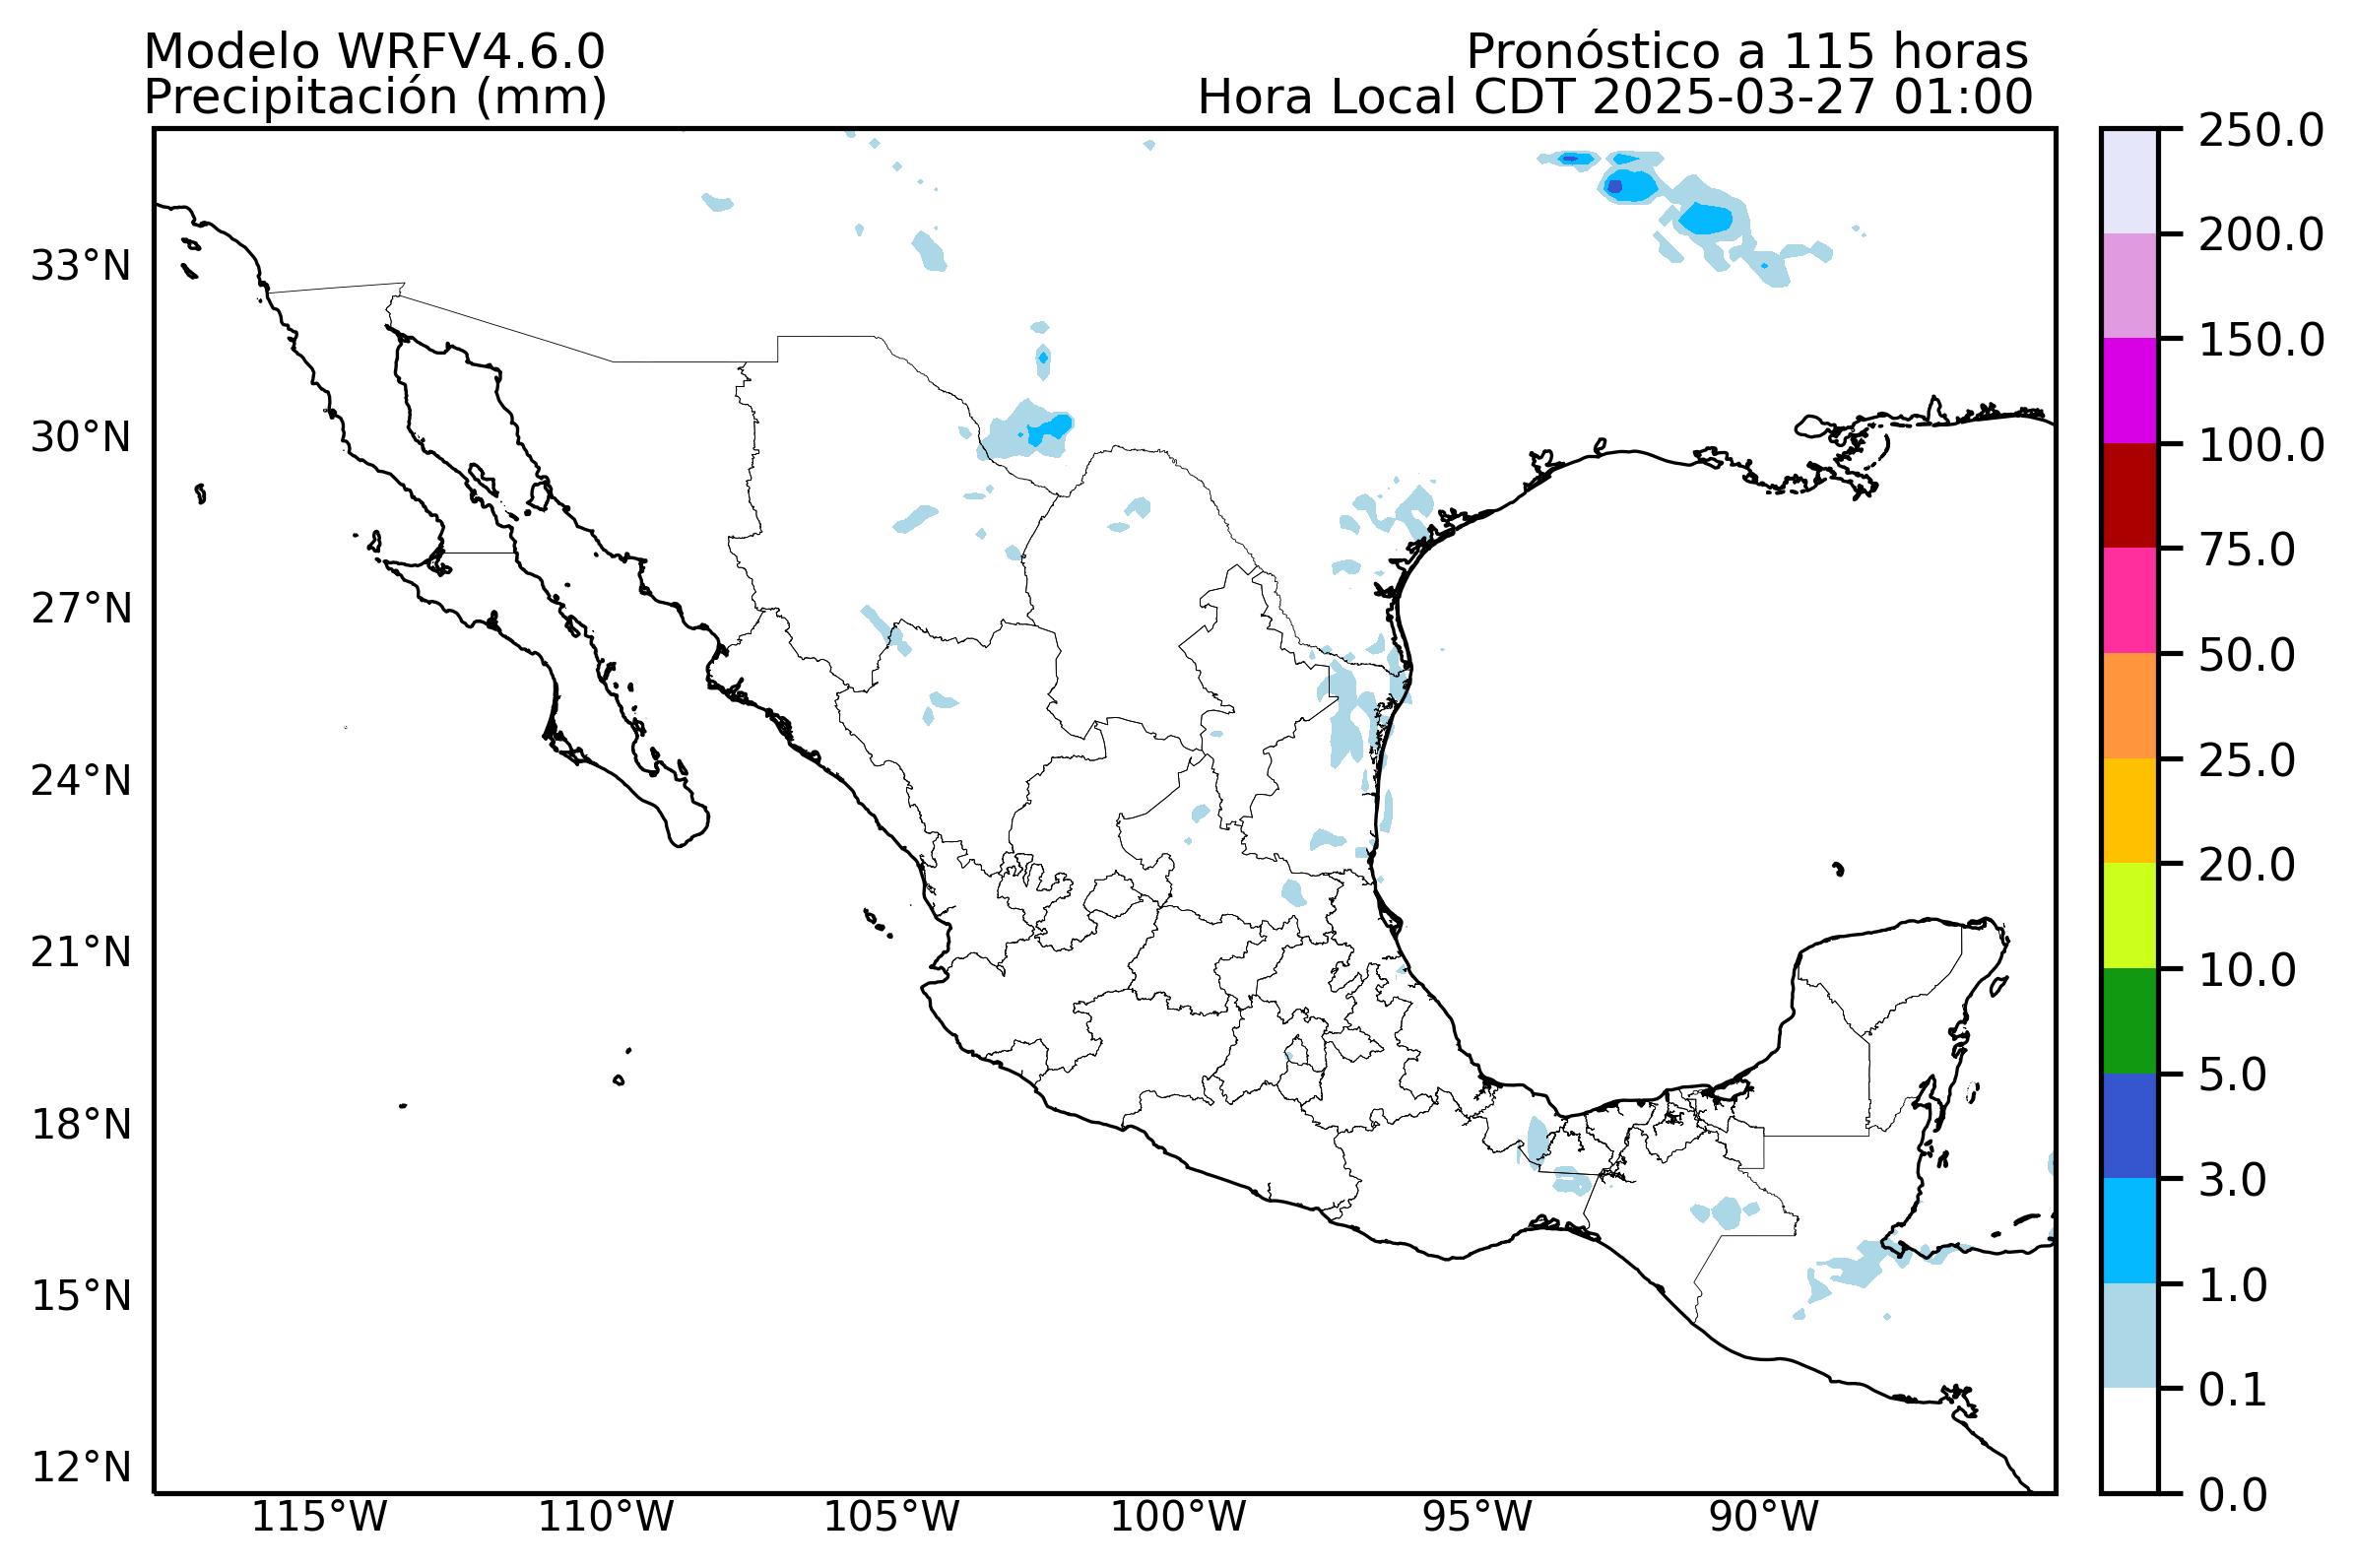 Modelo WRFV4.6.0
Precipitación (mm)
Pronóstico a 115 horas
Hora Local CDT 2025-03-27 01:00
33°N
30°N
27°N
24°N
21°N
18°N
15°N
12°N
115°W
110°W
105°W
100°W
95°W
90°W
250.0
200.0
150.0
100.0
75.0
50.0
25.0
20.0
10.0
5.0
3.0
1.0
0.1
0.0